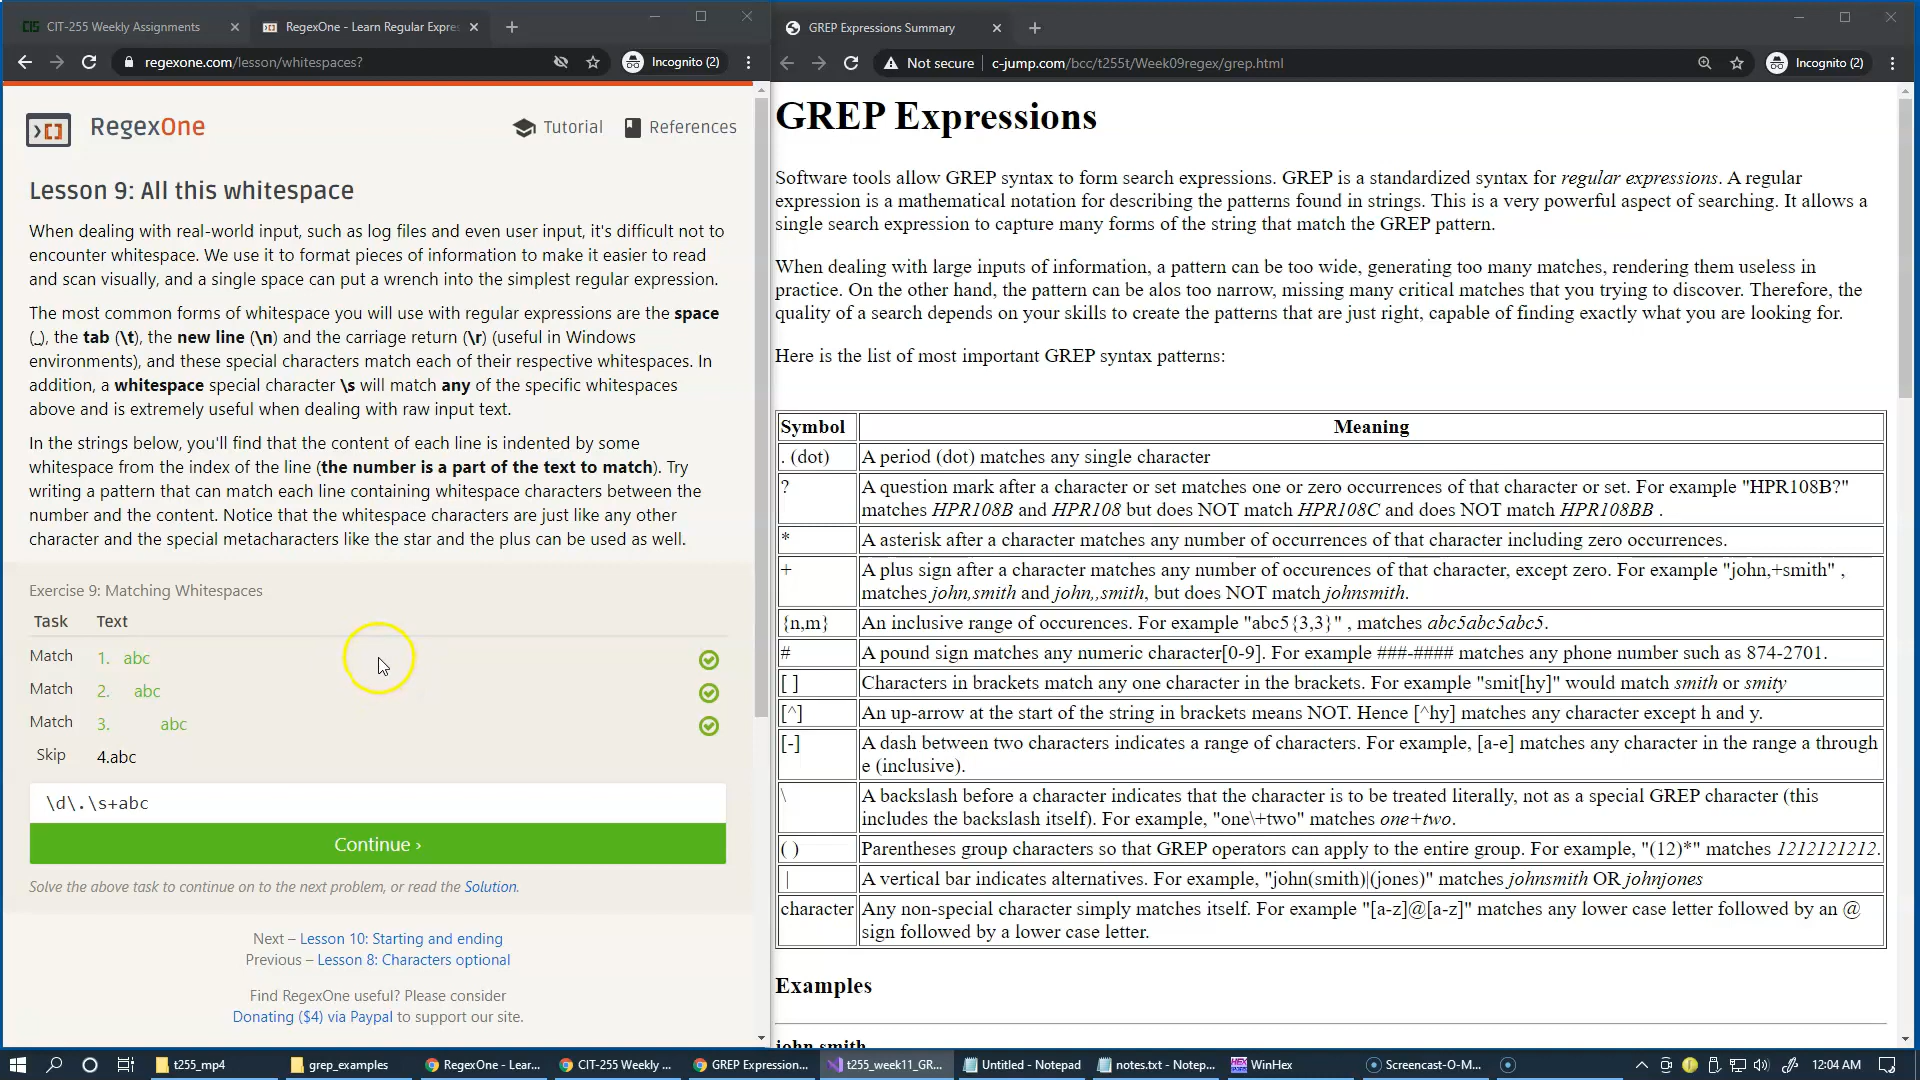 CIT-255 Weekly Assignments
RegexOne - Learn Regular Expres
GREP Expressions Summary
regexone.com/lesson/whitespaces?
Incognito (2)
Not secure
c-jump.com/bcc/t255t/Week09regex/grep.html
Incognito (2)
RegexOne
Tutorial
References
Lesson 9: All this whitespace
When dealing with real-world input, such as log files and even user input, it's difficult not to
encounter whitespace. We use it to format pieces of information to make it easier to read
and scan visually, and a single space can put a wrench into the simplest regular expression.
The most common forms of whitespace you will use with regular expressions are the space
(_), the tab (\t), the new line (\n) and the carriage return (\r) (useful in Windows
environments), and these special characters match each of their respective whitespaces. In
addition, a whitespace special character \s will match any of the specific whitespaces
above and is extremely useful when dealing with raw input text.
In the strings below, you'll find that the content of each line is indented by some
whitespace from the index of the line (the number is a part of the text to match). Try
writing a pattern that can match each line containing whitespace characters between the
number and the content. Notice that the whitespace characters are just like any other
character and the special metacharacters like the star and the plus can be used as well.
Exercise 9: Matching Whitespaces
Task Text
Match 1. abc
Match 2. abc
Match 3. abc
Skip 4.abc
\d\.\s+abc
Continue ›
Solve the above task to continue on to the next problem, or read the Solution.
Next – Lesson 10: Starting and ending
Previous – Lesson 8: Characters optional
Find RegexOne useful? Please consider
Donating ($4) via Paypal to support our site.
GREP Expressions
Software tools allow GREP syntax to form search expressions. GREP is a standardized syntax for regular expressions. A regular
expression is a mathematical notation for describing the patterns found in strings. This is a very powerful aspect of searching. It allows a
single search expression to capture many forms of the string that match the GREP pattern.
When dealing with large inputs of information, a pattern can be too wide, generating too many matches, rendering them useless in
practice. On the other hand, the pattern can be alos too narrow, missing many critical matches that you trying to discover. Therefore, the
quality of a search depends on your skills to create the patterns that are just right, capable of finding exactly what you are looking for.
Here is the list of most important GREP syntax patterns:
Symbol Meaning
. (dot) A period (dot) matches any single character
? A question mark after a character or set matches one or zero occurrences of that character or set. For example "HPR108B?"
matches HPR108B and HPR108 but does NOT match HPR108C and does NOT match HPR108BB .
* A asterisk after a character matches any number of occurrences of that character including zero occurrences.
+ A plus sign after a character matches any number of occurences of that character, except zero. For example "john,+smith" ,
matches john,smith and john,,smith, but does NOT match johnsmith.
{n,m} An inclusive range of occurences. For example "abc5{3,3}" , matches abc5abc5abc5.
# A pound sign matches any numeric character[0-9]. For example ###-#### matches any phone number such as 874-2701.
[ ] Characters in brackets match any one character in the brackets. For example "smit[hy]" would match smith or smity
[^] An up-arrow at the start of the string in brackets means NOT. Hence [^hy] matches any character except h and y.
[-] A dash between two characters indicates a range of characters. For example, [a-e] matches any character in the range a through
e (inclusive).
\ A backslash before a character indicates that the character is to be treated literally, not as a special GREP character (this
includes the backslash itself). For example, "one\+two" matches one+two.
( ) Parentheses group characters so that GREP operators can apply to the entire group. For example, "(12)*" matches 1212121212.
| A vertical bar indicates alternatives. For example, "john(smith)|(jones)" matches johnsmith OR johnjones
character Any non-special character simply matches itself. For example "[a-z]@[a-z]" matches any lower case letter followed by an @
sign followed by a lower case letter.
Examples
john smith
t255_mp4
grep_examples
RegexOne - Lear...
CIT-255 Weekly ...
GREP Expression...
t255_week11_GR...
Untitled - Notepad
notes.txt - Notep...
WinHex
Screencast-O-M...
12:04 AM